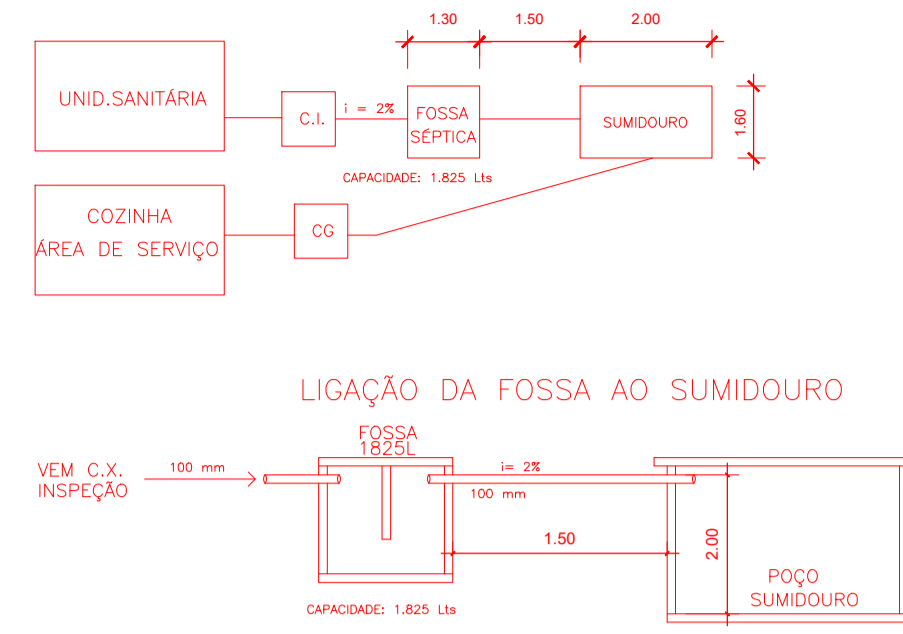 1.30
1.50
2.00
UNID.SANITÁRIA
C.I.
i = 2%
FOSSA
SÉPTICA
SUMIDOURO
1.60
CAPACIDADE: 1.825 Lts
COZINHA
ÁREA DE SERVIÇO
CG
LIGAÇÃO DA FOSSA AO SUMIDOURO
FOSSA
1825L
VEM C.X.
INSPEÇÃO
100 mm
i= 2%
100 mm
1.50
2.00
POÇO
SUMIDOURO
CAPACIDADE: 1.825 Lts